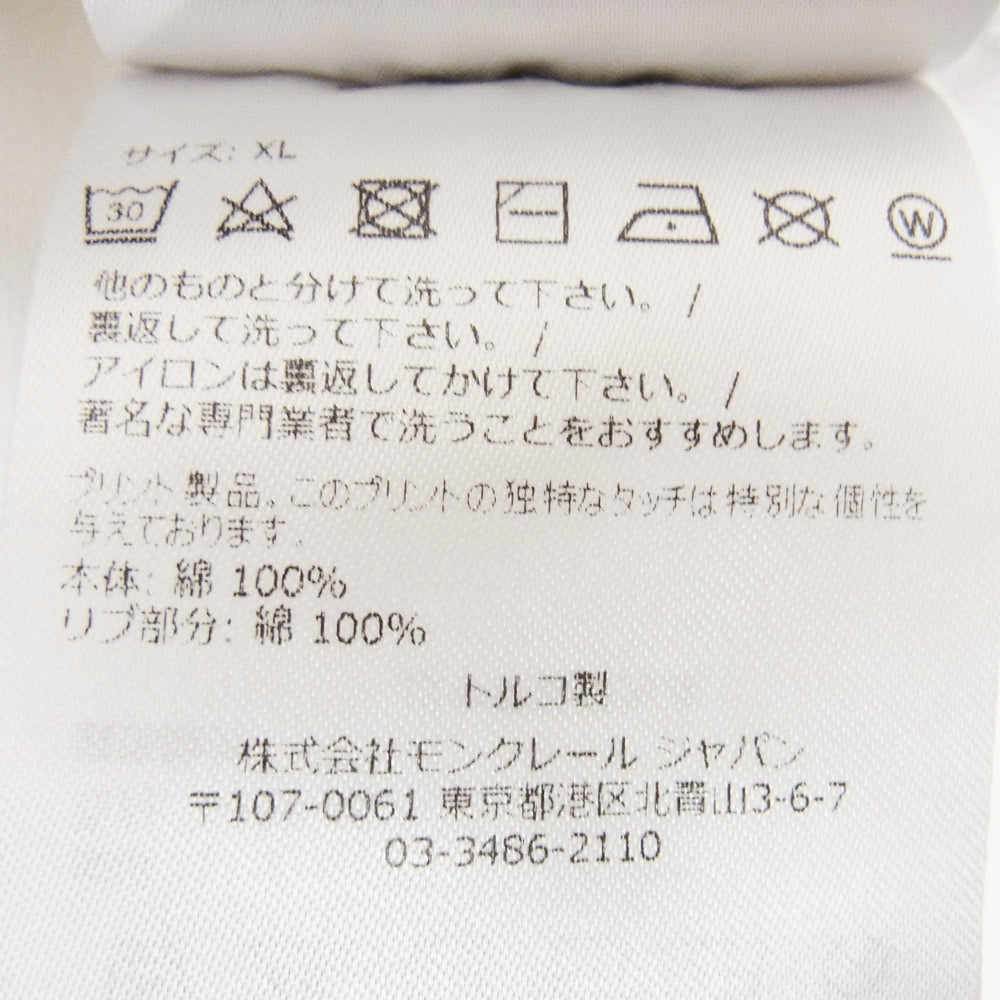 サイズ: XL
30
W
他のものと分けて洗って下さい。 /
裏返して洗って下さい。 /
アイロンは裏返してかけて下さい。 /
著名な専門業者で洗うことをおすすめします。
プリント製品。このプリントの独特なタッチは特別な個性を
与えております。
本体: 綿 100%
リブ部分: 綿 100%
トルコ製
株式会社モンクレール ジャパン
〒107-0061 東京都港区北青山3-6-7
03-3486-2110